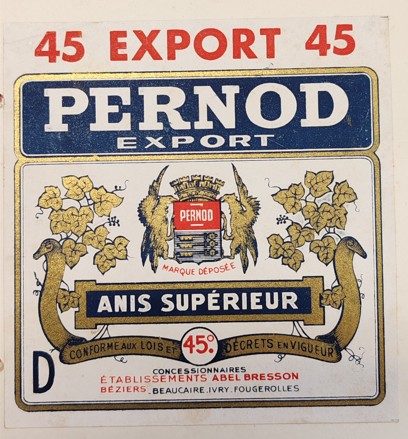 45 EXPORT 45
PERNOD
EXPORT
PERNOD
MARQUE DÉPOSÉE
ANIS SUPÉRIEUR
CONFORME AUX LOIS ET 45° DÉCRETS EN VIGUEUR
D
CONCESSIONNAIRES
ÉTABLISSEMENTS ABEL BRESSON
BÉZIERS, BEAUCAIRE, IVRY, FOUGEROLLES